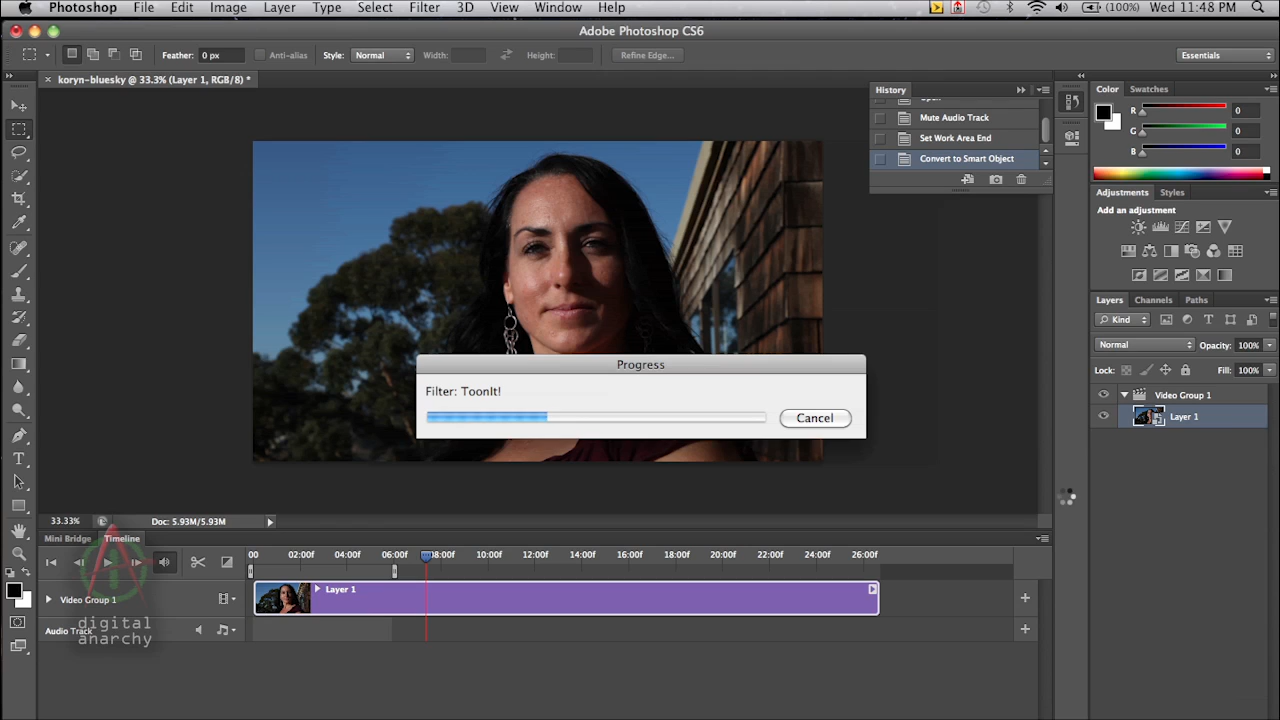 Photoshop File Edit Image Layer Type Select Filter 3D View Window Help (100%) Wed 11:48 PM
Adobe Photoshop CS6
Feather: 0 px Anti-alias Style: Normal Width: Height: Refine Edge... Essentials
koryn-bluesky @ 33.3% (Layer 1, RGB/8) *
History
Mute Audio Track
Set Work Area End
Convert to Smart Object
Color Swatches
R 0
G 0
B 0
Adjustments Styles
Add an adjustment
Layers Channels Paths
Kind
Normal Opacity: 100%
Lock: Fill: 100%
Video Group 1
Layer 1
Progress
Filter: ToonIt!
Cancel
33.33% Doc: 5.93M/5.93M
Mini Bridge Timeline
00 02:00f 04:00f 06:00f 08:00f 10:00f 12:00f 14:00f 16:00f 18:00f 20:00f 22:00f 24:00f 26:00f
Video Group 1 Layer 1
Audio Track
digital
anarchy